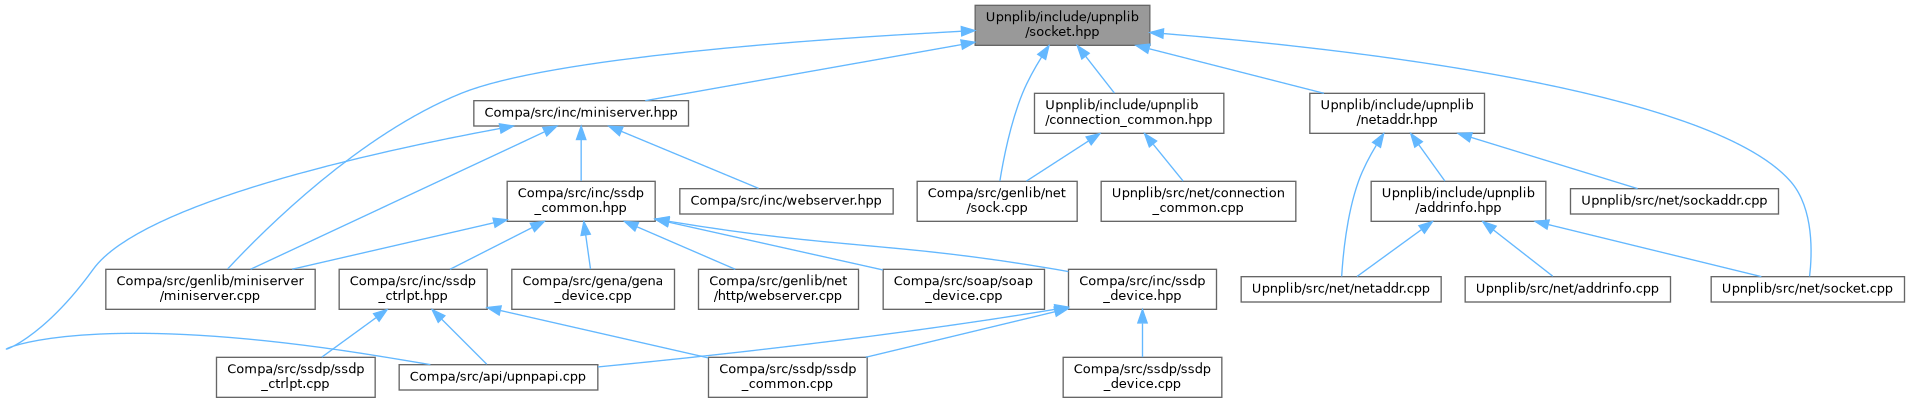 Upnplib/include/upnplib
/socket.hpp
Compa/src/inc/miniserver.hpp
Upnplib/include/upnplib
/connection_common.hpp
Upnplib/include/upnplib
/netaddr.hpp
Compa/src/inc/ssdp
_common.hpp
Compa/src/inc/webserver.hpp
Compa/src/genlib/net
/sock.cpp
Upnplib/src/net/connection
_common.cpp
Upnplib/include/upnplib
/addrinfo.hpp
Upnplib/src/net/sockaddr.cpp
Compa/src/genlib/miniserver
/miniserver.cpp
Compa/src/inc/ssdp
_ctrlpt.hpp
Compa/src/gena/gena
_device.cpp
Compa/src/genlib/net
/http/webserver.cpp
Compa/src/soap/soap
_device.cpp
Compa/src/inc/ssdp
_device.hpp
Upnplib/src/net/netaddr.cpp
Upnplib/src/net/addrinfo.cpp
Upnplib/src/net/socket.cpp
Compa/src/ssdp/ssdp
_ctrlpt.cpp
Compa/src/api/upnpapi.cpp
Compa/src/ssdp/ssdp
_common.cpp
Compa/src/ssdp/ssdp
_device.cpp